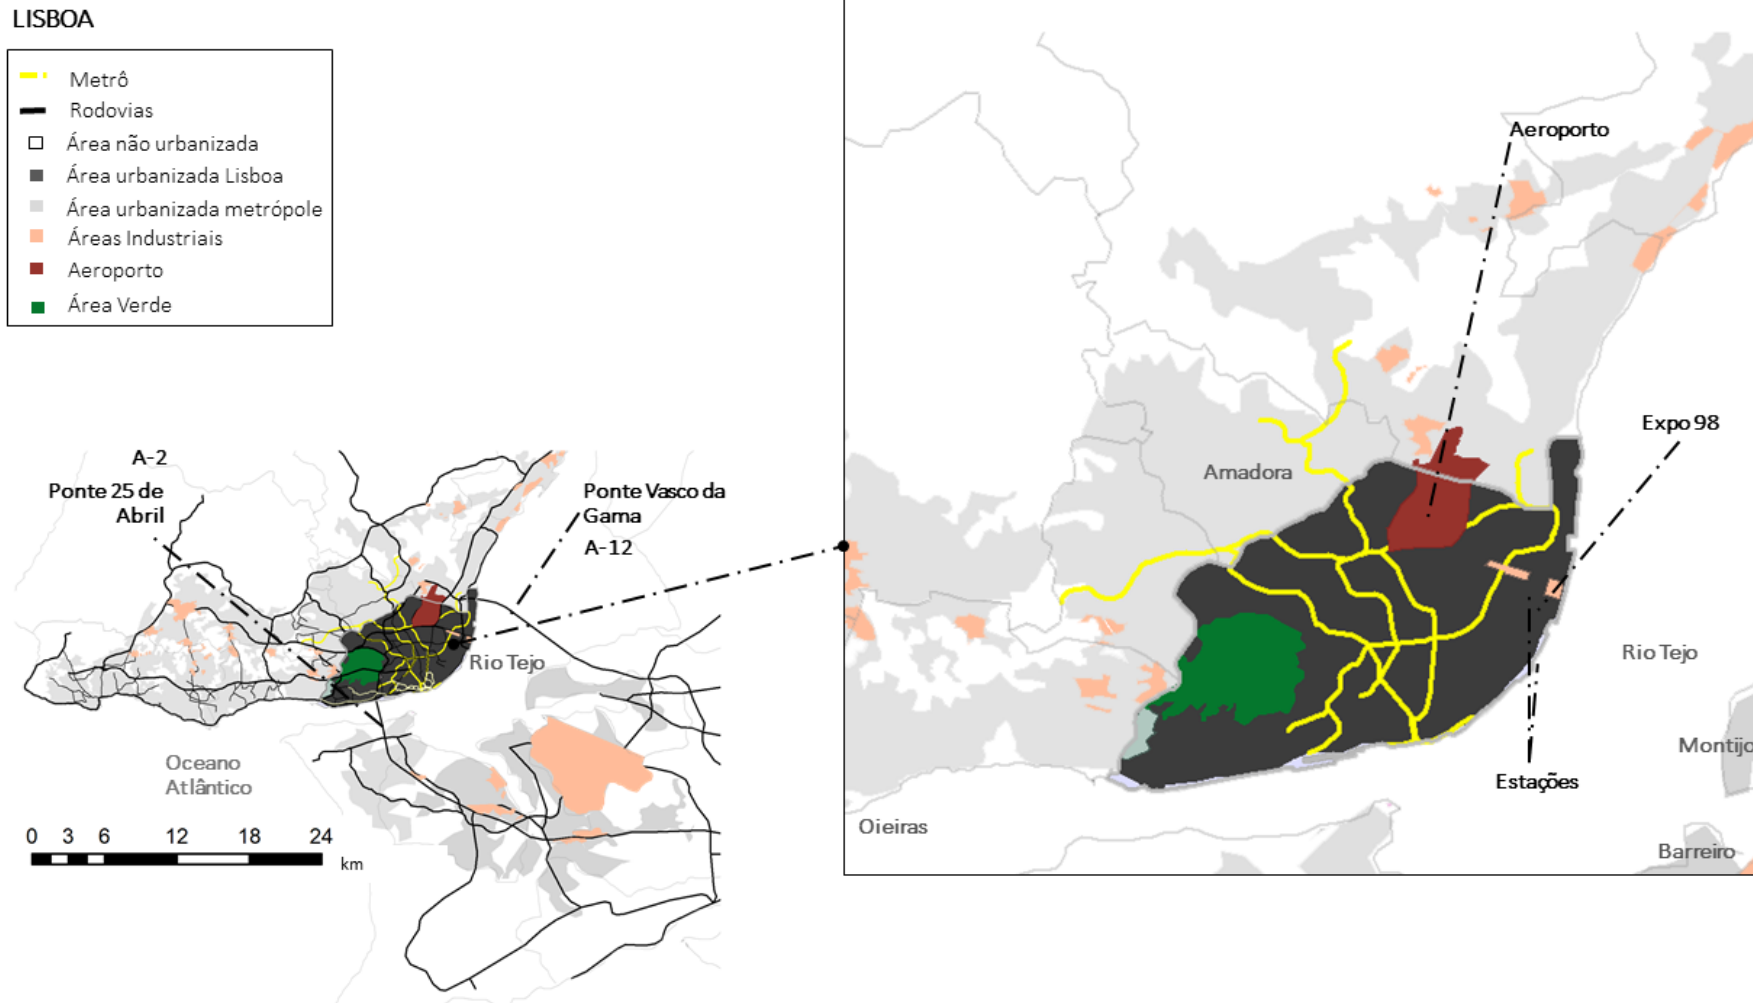 LISBOA
Metrô
Rodovias
Área não urbanizada
Área urbanizada Lisboa
Área urbanizada metrópole
Áreas Industriais
Aeroporto
Área Verde
A-2
Ponte 25 de
Abril
Ponte Vasco da
Gama
A-12
Rio Tejo
Oceano
Atlântico
0 3 6 12 18 24
km
Aeroporto
Expo 98
Amadora
Rio Tejo
Montijo
Estações
Oieiras
Barreiro